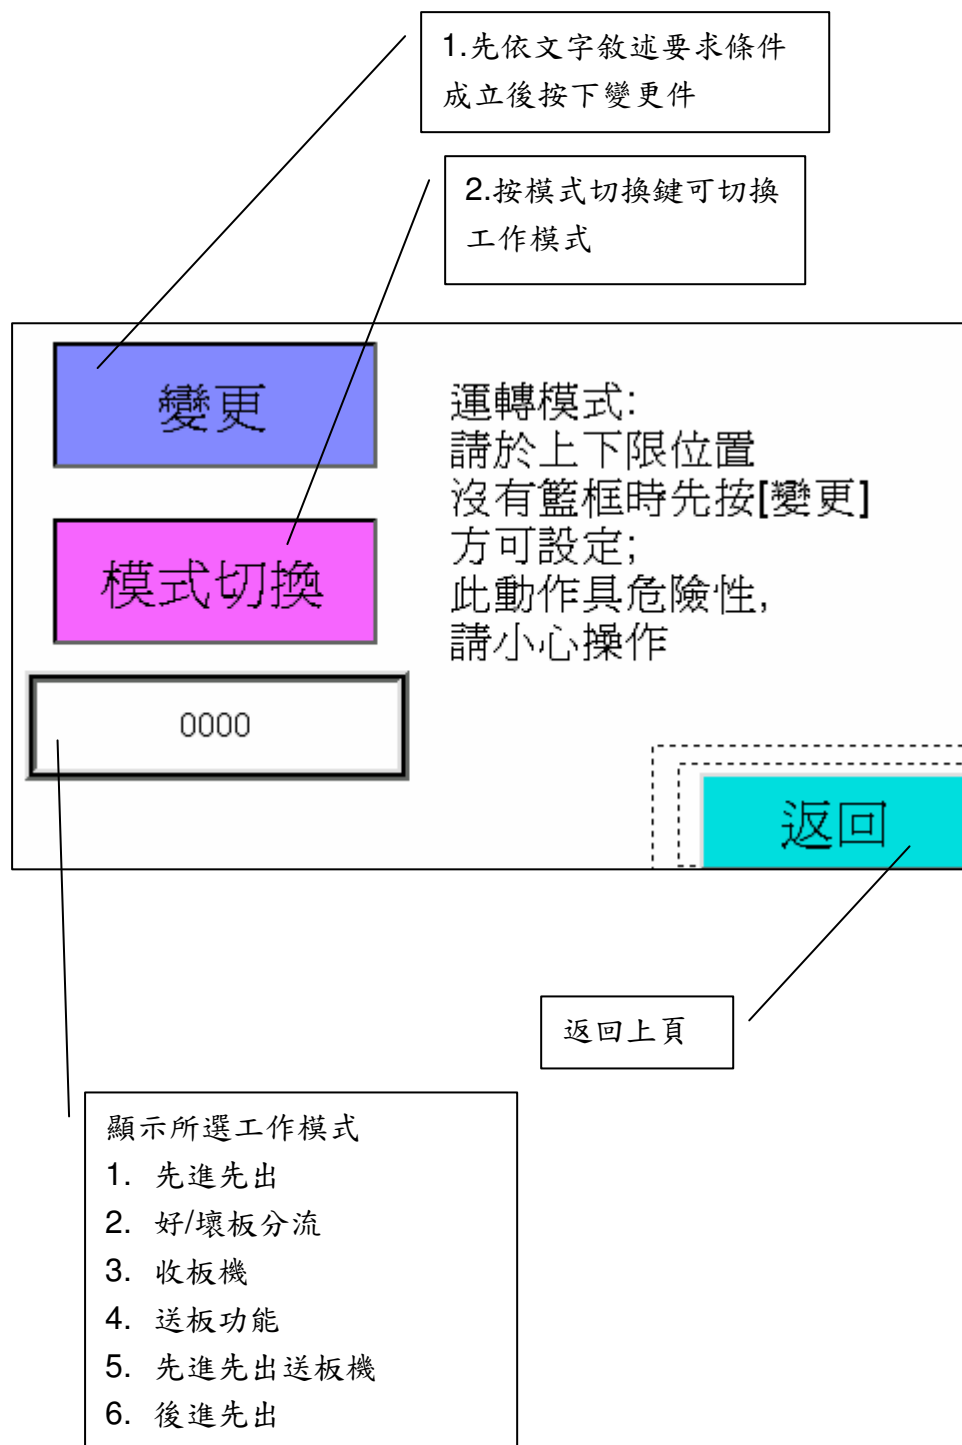 1.先依文字敘述要求條件
成立後按下變更件
2.按模式切換鍵可切換
工作模式
變更
模式切換
0000
運轉模式:
請於上下限位置
沒有籃框時先按[變更]
方可設定;
此動作具危險性,
請小心操作
返回
返回上頁
顯示所選工作模式
1. 先進先出
2. 好/壞板分流
3. 收板機
4. 送板功能
5. 先進先出送板機
6. 後進先出